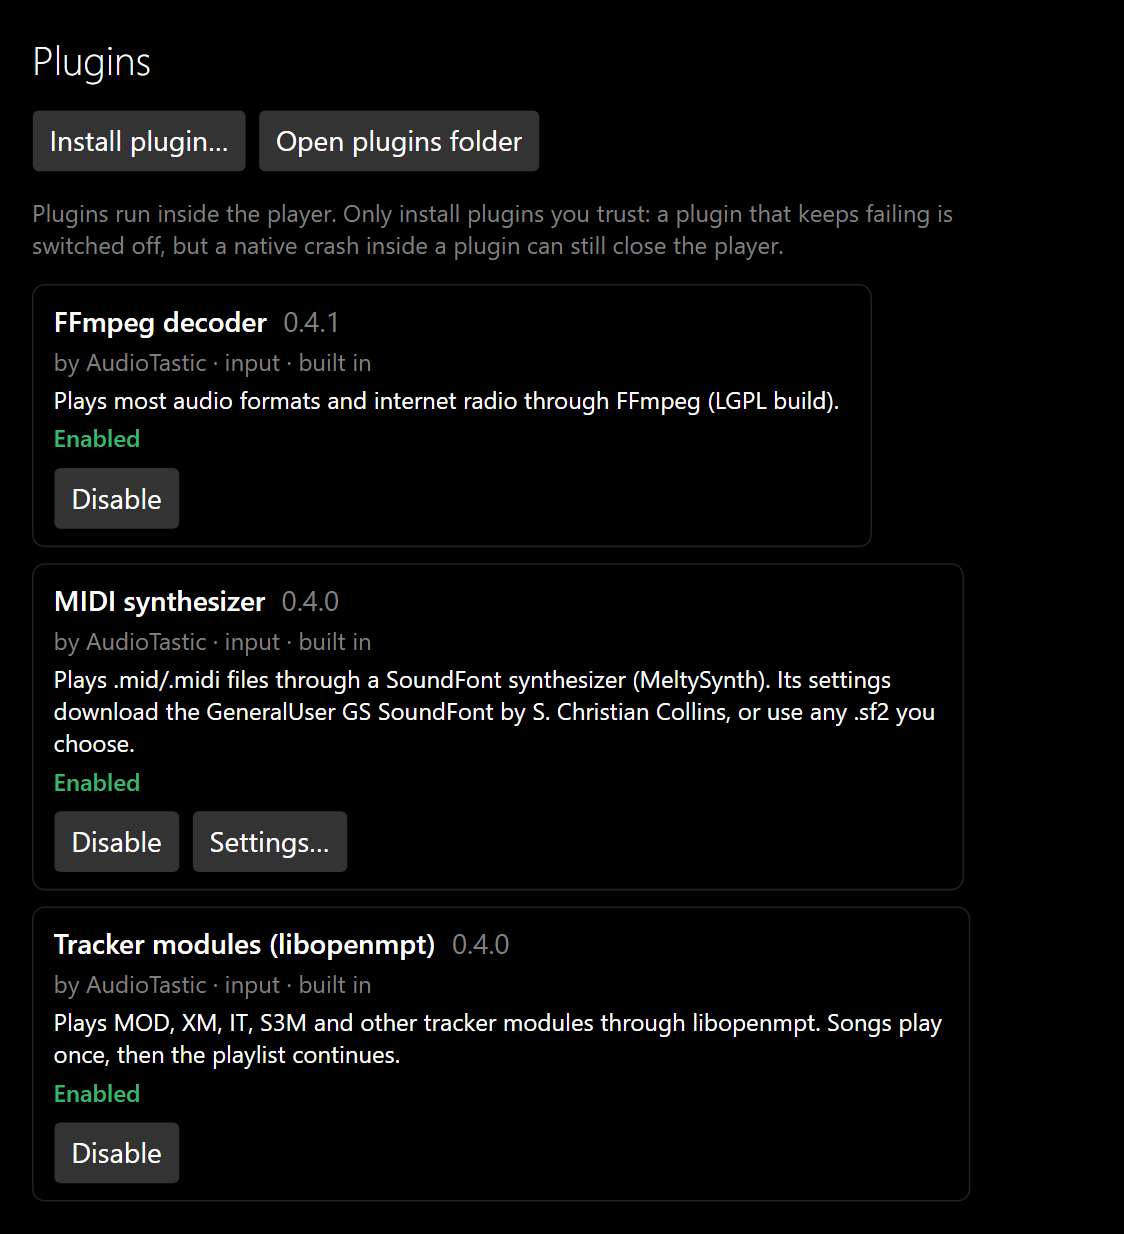 Plugins
Install plugin...
Open plugins folder
Plugins run inside the player. Only install plugins you trust: a plugin that keeps failing is
switched off, but a native crash inside a plugin can still close the player.
FFmpeg decoder 0.4.1
by AudioTastic · input · built in
Plays most audio formats and internet radio through FFmpeg (LGPL build).
Enabled
Disable
MIDI synthesizer 0.4.0
by AudioTastic · input · built in
Plays .mid/.midi files through a SoundFont synthesizer (MeltySynth). Its settings
download the GeneralUser GS SoundFont by S. Christian Collins, or use any .sf2 you
choose.
Enabled
Disable
Settings...
Tracker modules (libopenmpt) 0.4.0
by AudioTastic · input · built in
Plays MOD, XM, IT, S3M and other tracker modules through libopenmpt. Songs play
once, then the playlist continues.
Enabled
Disable